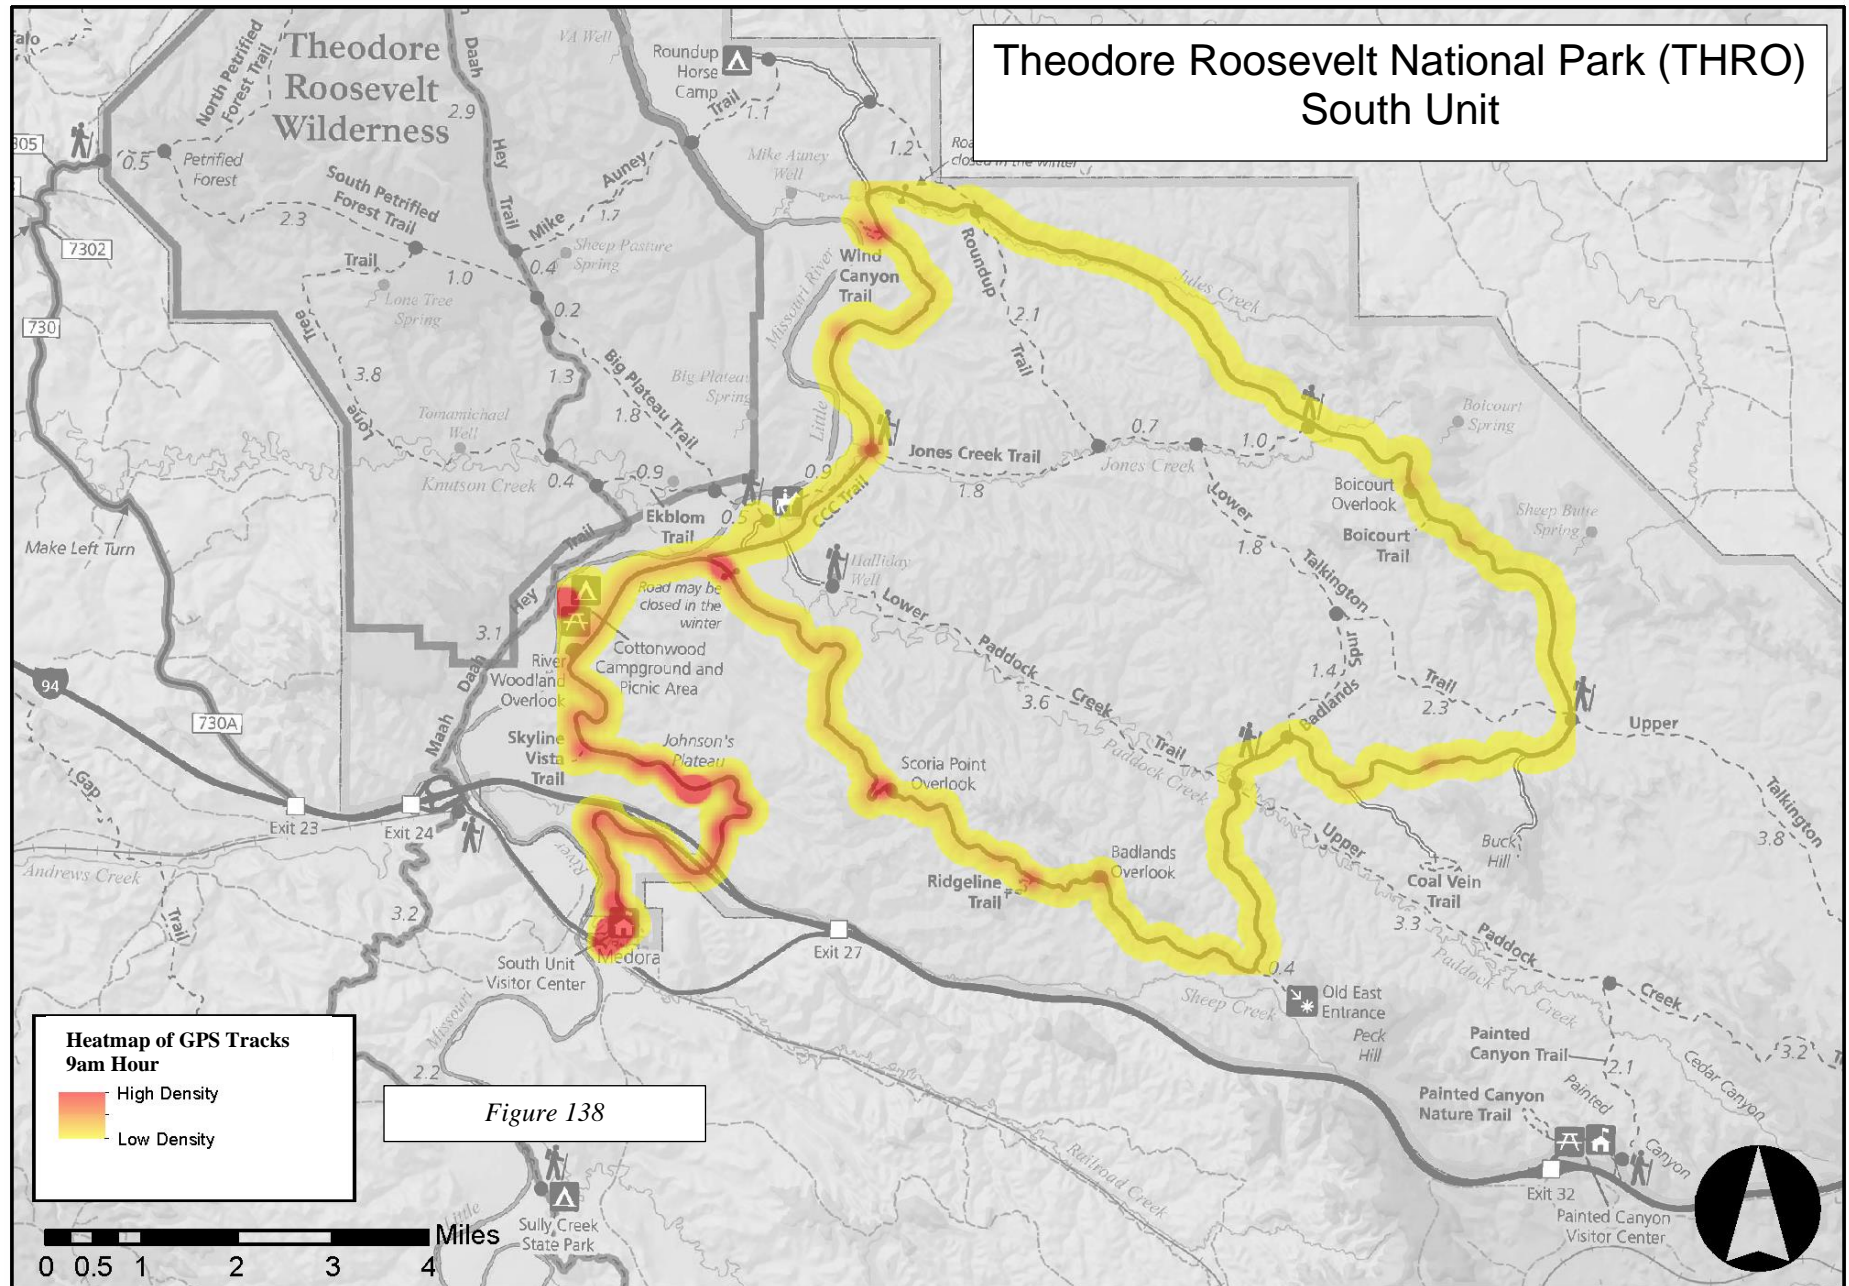 Theodore Roosevelt National Park (THRO)
South Unit
Theodore
Roosevelt
Wilderness
North Petrified
Forest Trail
Daah
2.9
Hey
Trail
VA Well
Roundup
Horse
Camp
Trail
1.1
1.2
closed in the winter
305
0.5
Petrified
Forest
South Petrified
Forest Trail
2.3
Auney
Mike
1.7
Mike Auney
Well
7302
Trail
1.0
0.4
Sheep Pasture
Spring
Lone Tree
Spring
0.2
730
Tree
3.8
Lone
1.3
Big Plateau Trail
1.8
Big Plateau
Spring
Tomamichael
Well
Knutson Creek
0.4
0.9
Wind
Canyon
Trail
Missouri River
Little
Roundup
2.1
Trail
Jules Creek
0.7
1.0
Jones Creek Trail
Jones Creek
1.8
0.9
CCC Trail
Ekblom
Trail
0.5
Boicourt
Spring
Boicourt
Overlook
Boicourt
Trail
Sheep Butte
Spring
Lower
1.8
Talkington
Make Left Turn
Trail
Hey
3.1
Daah
Maah
Road may be
closed in the
winter
Halliday
Well
Lower
Paddock
Creek
Trail
3.6
Paddock Creek
Spur
1.4
Badlands
Trail
2.3
Upper
Talkington
3.8
Cottonwood
Campground and
Picnic Area
River
Woodland
Overlook
94
730A
Skyline
Vista
Trail
Johnson's
Plateau
Scoria Point
Overlook
Gap
Trail
Exit 23
Exit 24
Andrews Creek
3.2
River
Ridgeline
Trail
Badlands
Overlook
Upper
Buck
Hill
Coal Vein
Trail
3.3
Paddock
Creek
Paddock
Creek
Exit 27
Medora
South Unit
Visitor Center
0.4
Sheep Creek
Old East
Entrance
Peck
Hill
Painted
Canyon Trail
2.1
3.2
Cedar Canyon
Painted Canyon
Nature Trail
Painted
Canyon
Missouri
2.2
Heatmap of GPS Tracks
9am Hour
High Density
Low Density
Figure 138
Railroad Creek
Exit 32
Painted Canyon
Visitor Center
Little
Sully Creek
State Park
Miles
0 0.5 1 2 3 4